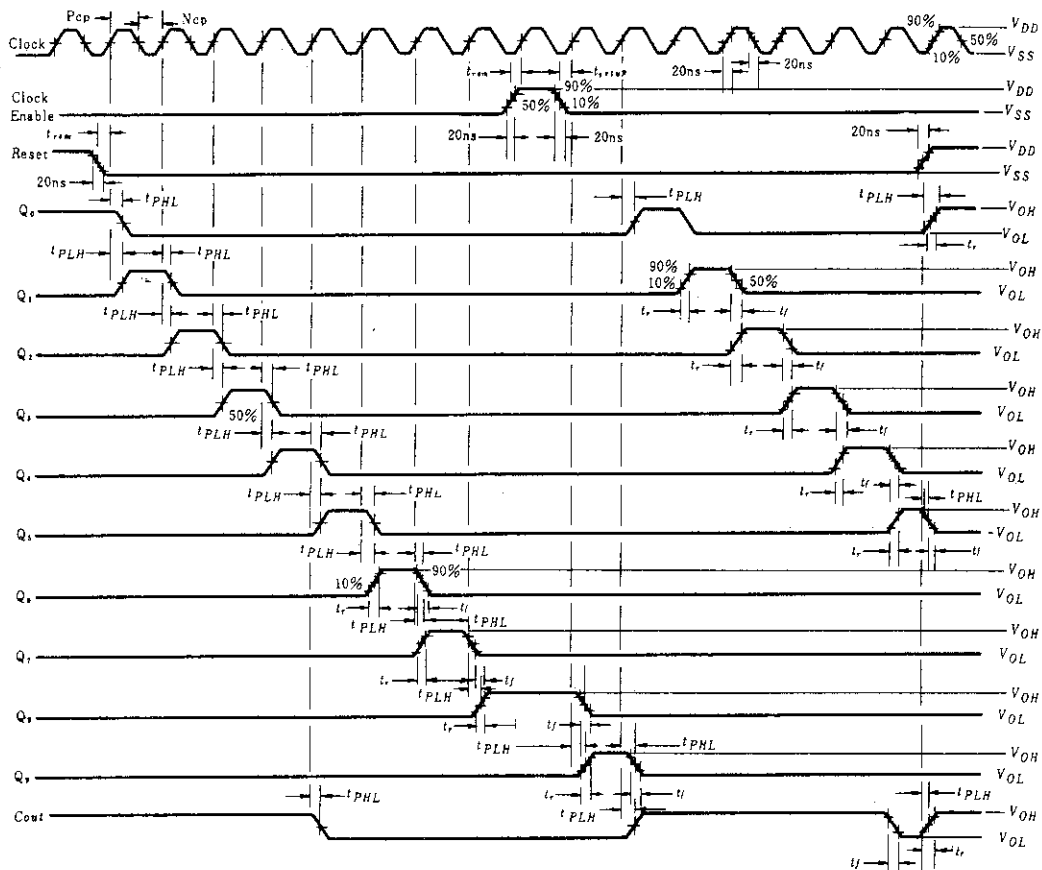 Pcp Ncp
Clock 90% 50% 10% VDD VSS
trem tsetup 20ns 20ns
Clock Enable 90% 50% 10% VDD VSS
trem 20ns 20ns 20ns
Reset VDD VSS
20ns tPHL tPLH tPLH
Q0 VOH VOL
tPLH tPHL tr
Q1 90% 10% 50% VOH VOL
tPLH tPHL tr tf
Q2 VOH VOL
tPLH tPHL tr tf
Q3 50% VOH VOL
tPLH tPHL tr tf
Q4 VOH VOL
tPLH tPHL tr tf tPHL
Q5 VOH VOL
tPLH tPHL tr tf
Q6 10% 90% VOH VOL
tr tPLH tf tPHL
Q7 VOH VOL
tr tPLH tf
Q8 VOH VOL
tr tf tPLH tPHL
Q9 VOH VOL
tPHL tr tPLH tf tPLH
Cout VOH VOL
tf tr